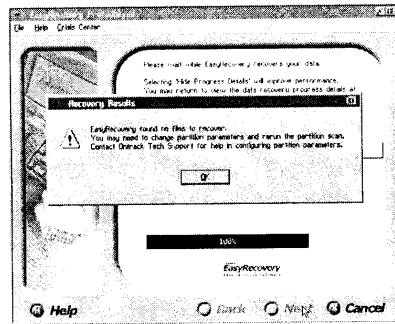 File Help Crisis Center
Please wait while EasyRecovery recovers your data.
Selecting 'Hide Progress Details' will improve performance.
You may return to view the data recovery progress details at
Recovery Results
EasyRecovery found no files to recover.
You may need to change partition parameters and rerun the partition scan.
Contact Ontrack Tech Support for help in configuring partition parameters.
OK
100%
EasyRecovery
Help Back Next Cancel